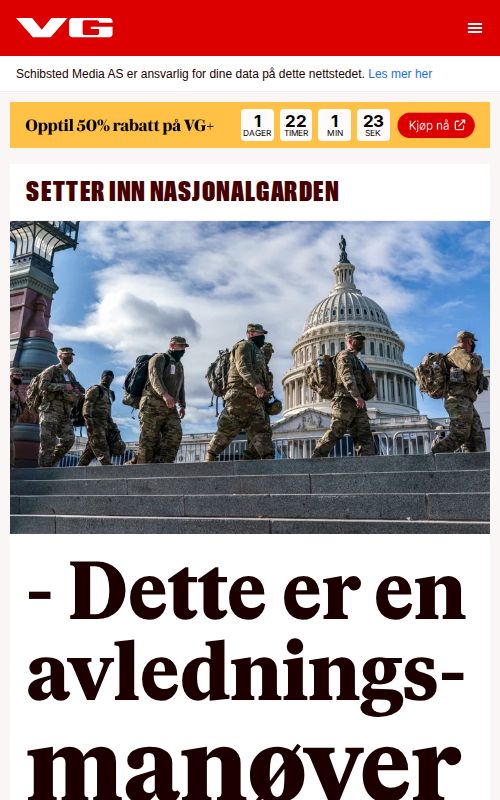 VG
Schibsted Media AS er ansvarlig for dine data på dette nettstedet. Les mer her
Opptil 50% rabatt på VG+
1 22 1 23
DAGER TIMER MIN SEK
Kjøp nå
SETTER INN NASJONALGARDEN
- Dette er en
avlednings-
manøver